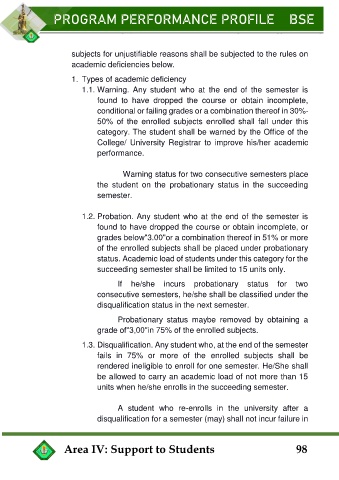 PROGRAM PERFORMANCE PROFILE BSE
subjects for unjustifiable reasons shall be subjected to the rules on
academic deficiencies below.
1. Types of academic deficiency
1.1. Warning. Any student who at the end of the semester is
found to have dropped the course or obtain incomplete,
conditional or failing grades or a combination thereof in 30%-
50% of the enrolled subjects enrolled shall fall under this
category. The student shall be warned by the Office of the
College/ University Registrar to improve his/her academic
performance.
Warning status for two consecutive semesters place
the student on the probationary status in the succeeding
semester.
1.2. Probation. Any student who at the end of the semester is
found to have dropped the course or obtain incomplete, or
grades below"3.00"or a combination thereof in 51% or more
of the enrolled subjects shall be placed under probationary
status. Academic load of students under this category for the
succeeding semester shall be limited to 15 units only.
If he/she incurs probationary status for two
consecutive semesters, he/she shall be classified under the
disqualification status in the next semester.
Probationary status maybe removed by obtaining a
grade of"3,00"in 75% of the enrolled subjects.
1.3. Disqualification. Any student who, at the end of the semester
fails in 75% or more of the enrolled subjects shall be
rendered ineligible to enroll for one semester. He/She shall
be allowed to carry an academic load of not more than 15
units when he/she enrolls in the succeeding semester.
A student who re-enrolls in the university after a
disqualification for a semester (may) shall not incur failure in
Area IV: Support to Students 98